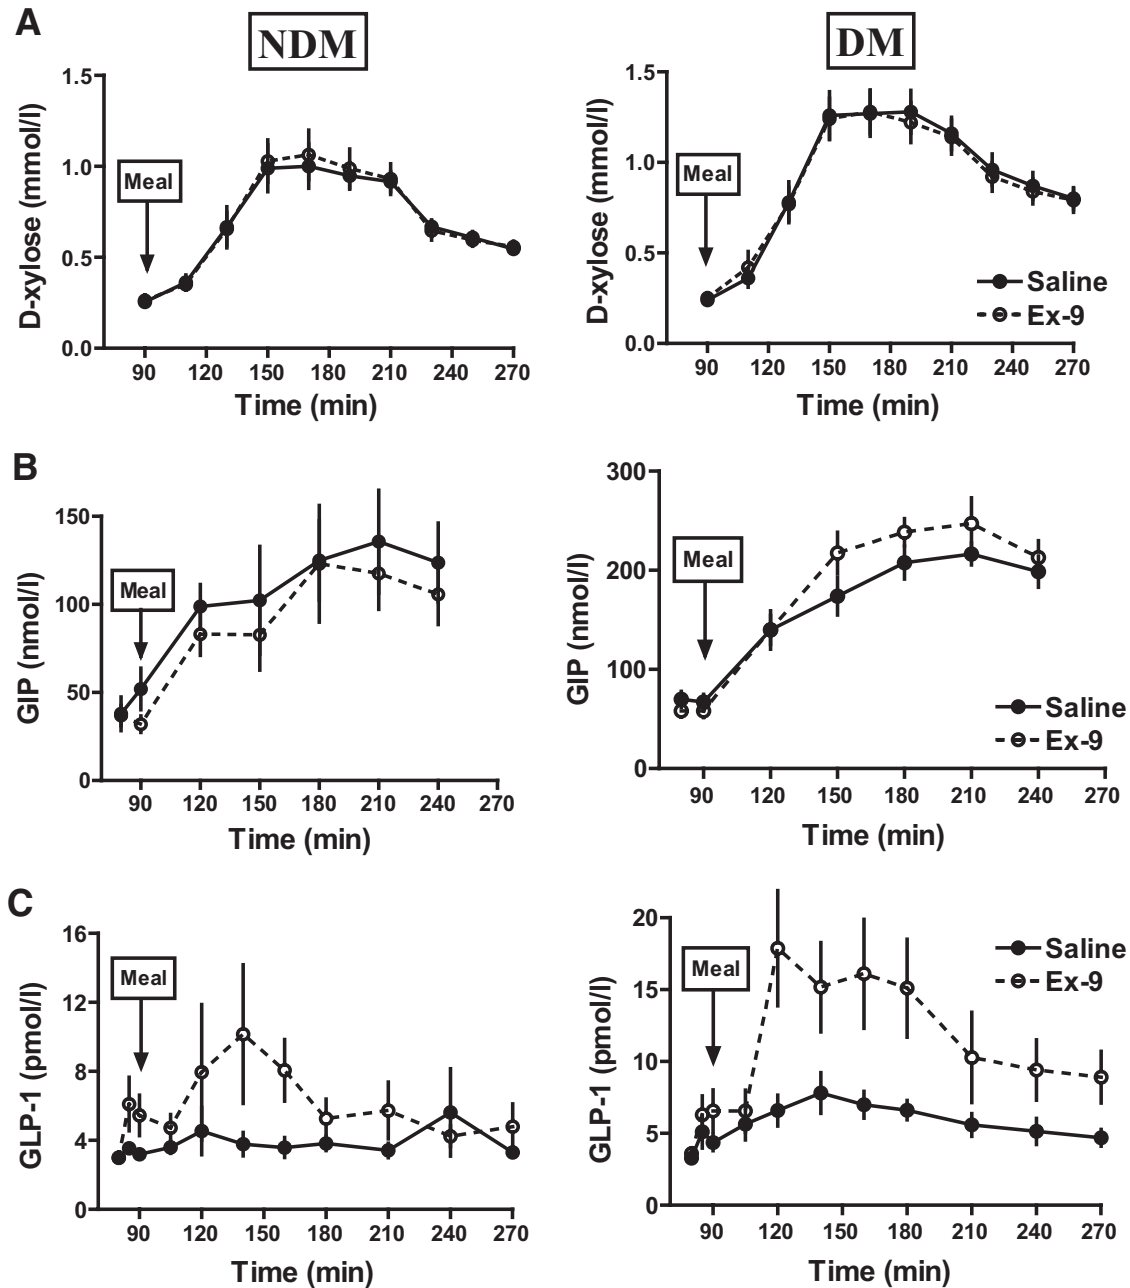 A
NDM
DM
D-xylose (mmol/l)
1.5
1.0
0.5
0.0
Meal
90 120 150 180 210 240 270
Time (min)
D-xylose (mmol/l)
1.5
1.0
0.5
0.0
Meal
Saline
Ex-9
90 120 150 180 210 240 270
Time (min)
B
GIP (nmol/l)
150
100
50
0
Meal
90 120 150 180 210 240 270
Time (min)
GIP (nmol/l)
300
200
100
0
Meal
Saline
Ex-9
90 120 150 180 210 240 270
Time (min)
C
GLP-1 (pmol/l)
16
12
8
4
0
Meal
90 120 150 180 210 240 270
Time (min)
GLP-1 (pmol/l)
20
15
10
5
0
Meal
Saline
Ex-9
90 120 150 180 210 240 270
Time (min)